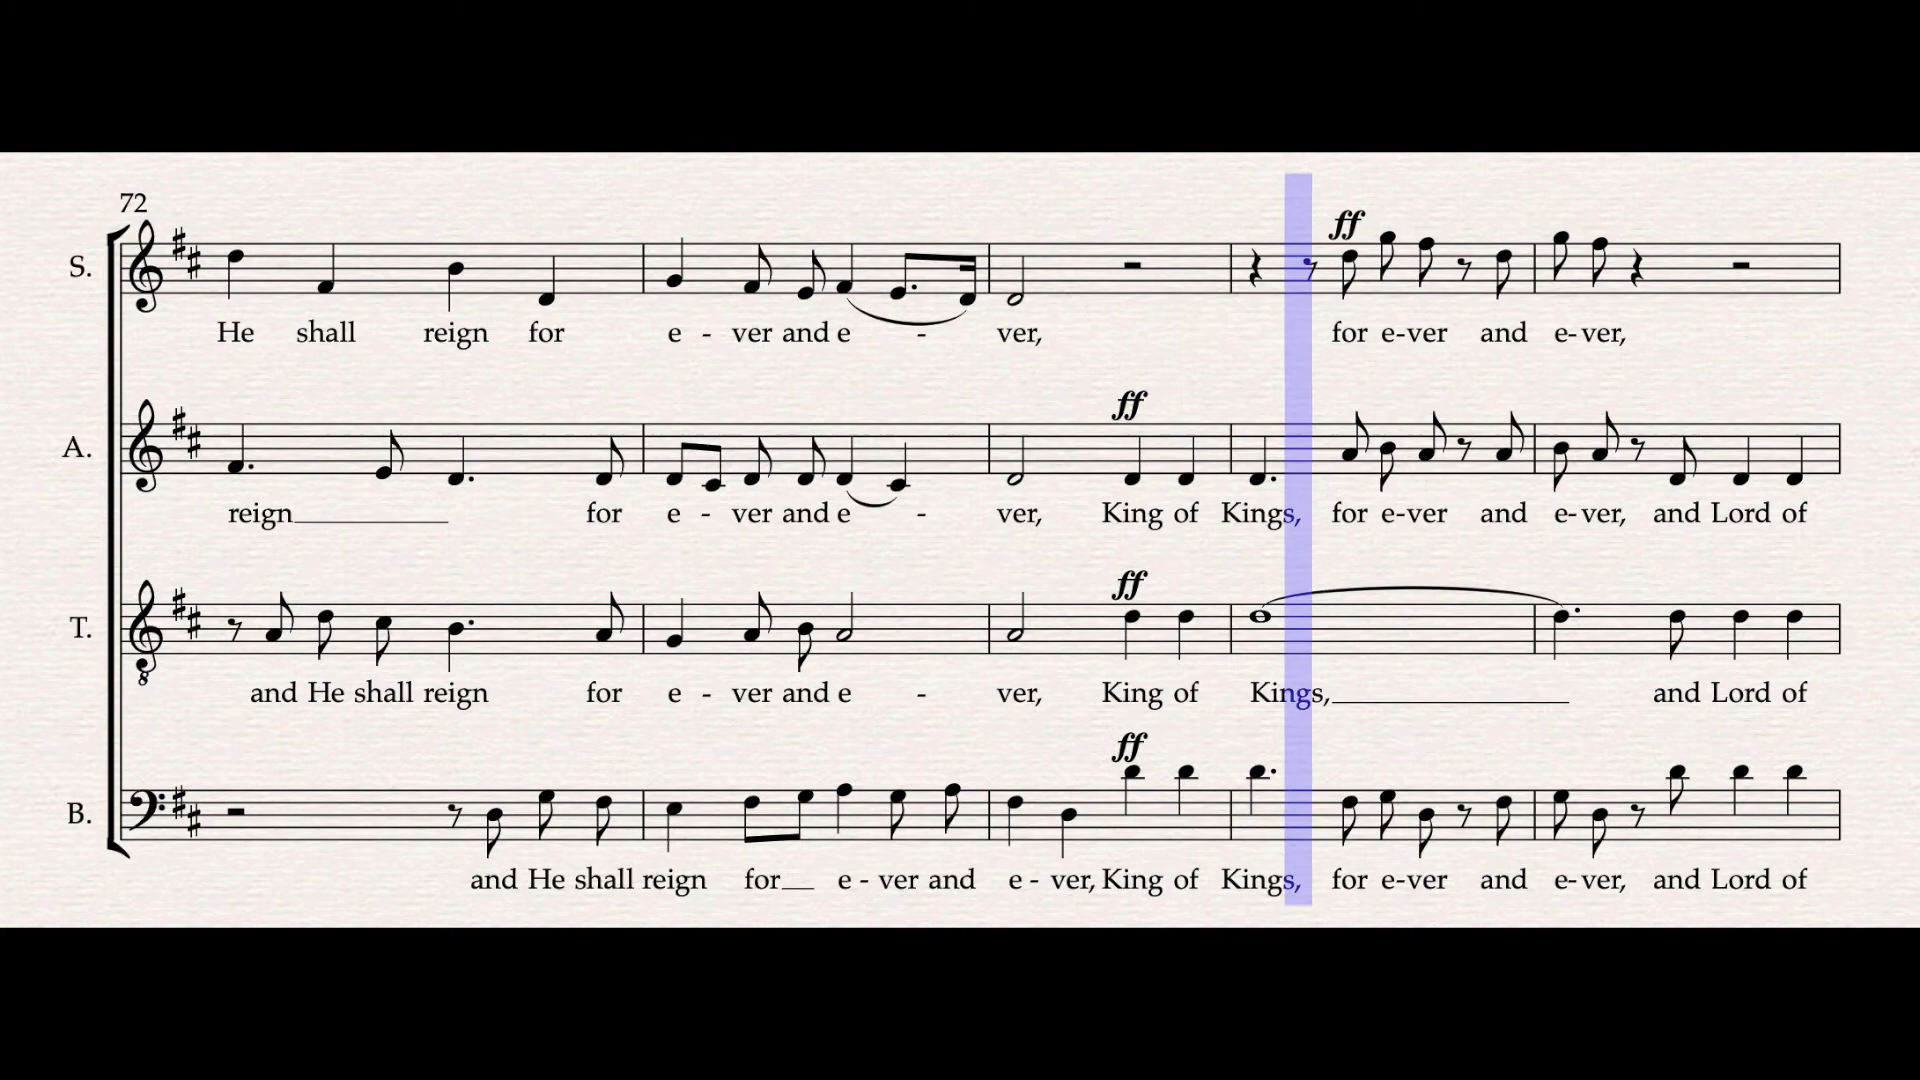 72
ff
S.
He shall reign for e - ver and e - ver, for e-ver and e-ver,
ff
A.
reign for e - ver and e - ver, King of Kings, for e-ver and e-ver, and Lord of
ff
T.
8
and He shall reign for e - ver and e - ver, King of Kings, and Lord of
ff
B.
and He shall reign for e - ver and e - ver, King of Kings, for e-ver and e-ver, and Lord of